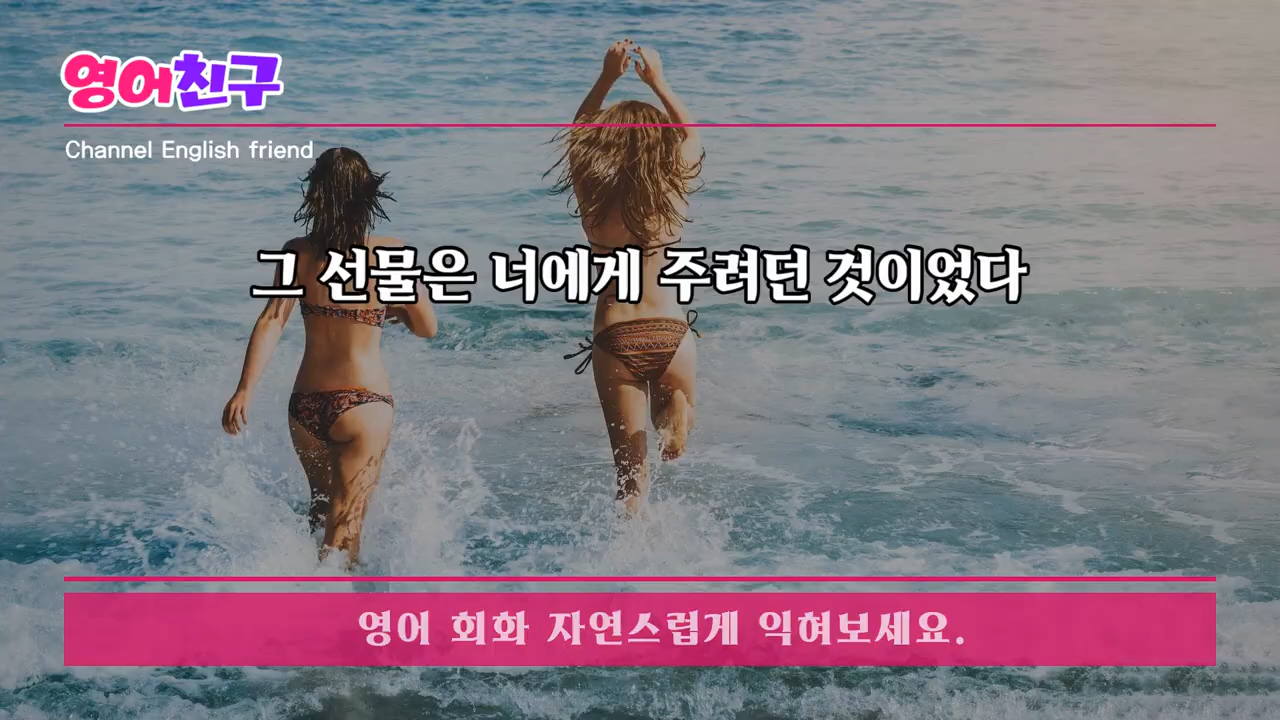 영어친구
Channel English friend
그 선물은 너에게 주려던 것이었다
영어 회화 자연스럽게 익혀보세요.